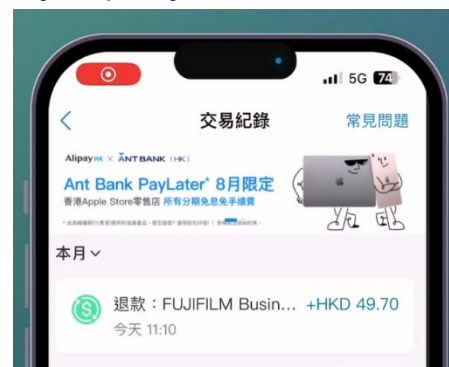 5G 74
交易紀錄
常見問題
AlipayHK × ANT BANK (HK)
Ant Bank PayLater* 8月限定
香港Apple Store零售店 所有分期免息免手續費
本月
退款：FUJIFILM Busin... +HKD 49.70
今天 11:10